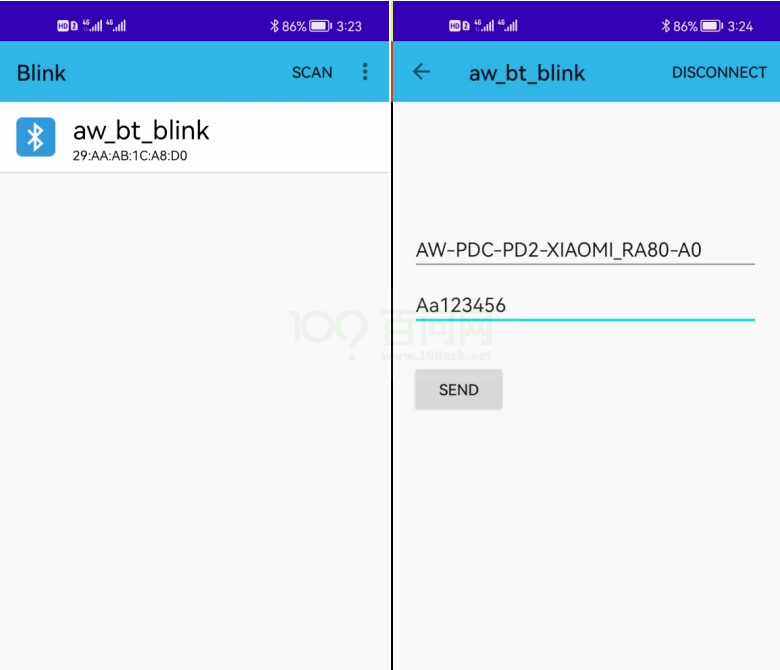 HD 2 4G 4G 86% 3:23
Blink SCAN
aw_bt_blink
29:AA:AB:1C:A8:D0
HD 2 4G 4G 86% 3:24
aw_bt_blink DISCONNECT
AW-PDC-PD2-XIAOMI_RA80-A0
Aa123456
SEND
100 百问网
www.100ask.net